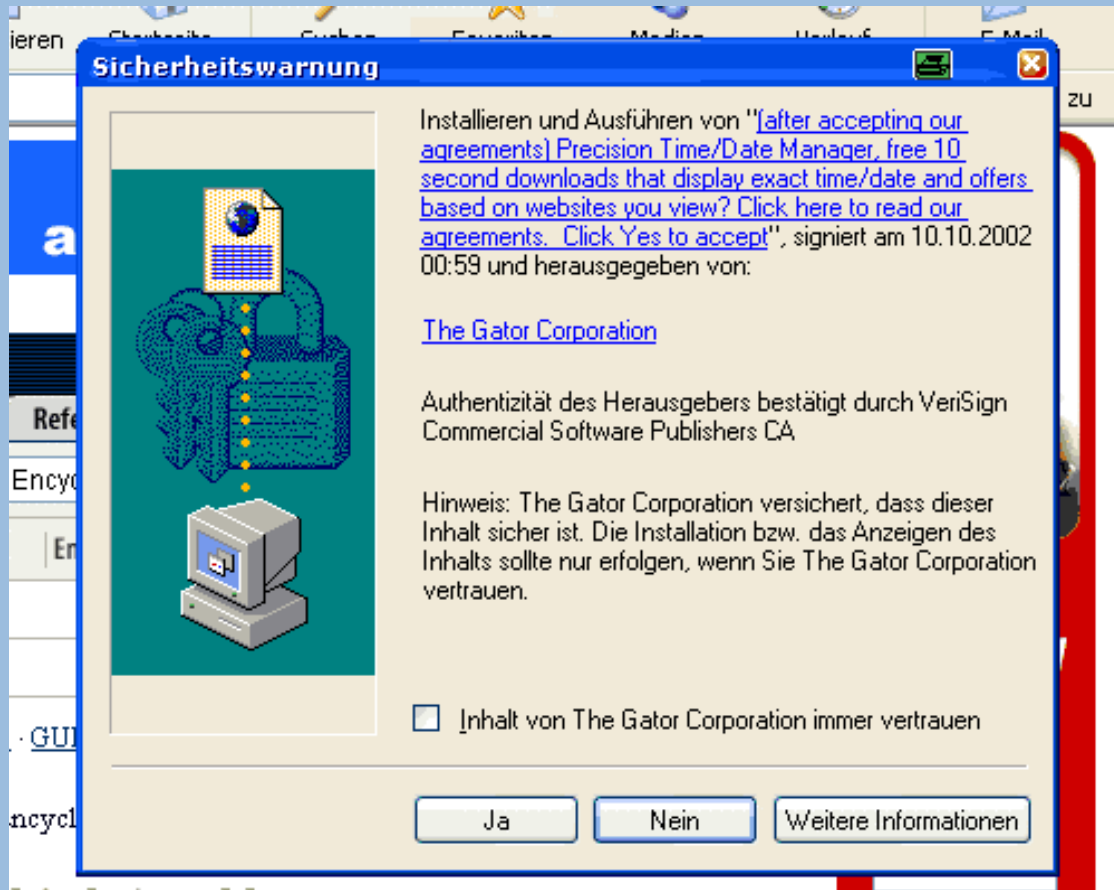 ieren
zu
Sicherheitswarnung
Installieren und Ausführen von "(after accepting our
agreements) Precision Time/Date Manager, free 10
second downloads that display exact time/date and offers
based on websites you view? Click here to read our
agreements.  Click Yes to accept", signiert am 10.10.2002
00:59 und herausgegeben von:
The Gator Corporation
Authentizität des Herausgebers bestätigt durch VeriSign
Commercial Software Publishers CA
Hinweis: The Gator Corporation versichert, dass dieser
Inhalt sicher ist. Die Installation bzw. das Anzeigen des
Inhalts sollte nur erfolgen, wenn Sie The Gator Corporation
vertrauen.
Inhalt von The Gator Corporation immer vertrauen
Ja Nein Weitere Informationen
a
Refe
Ency
En
· GUI
ncycl